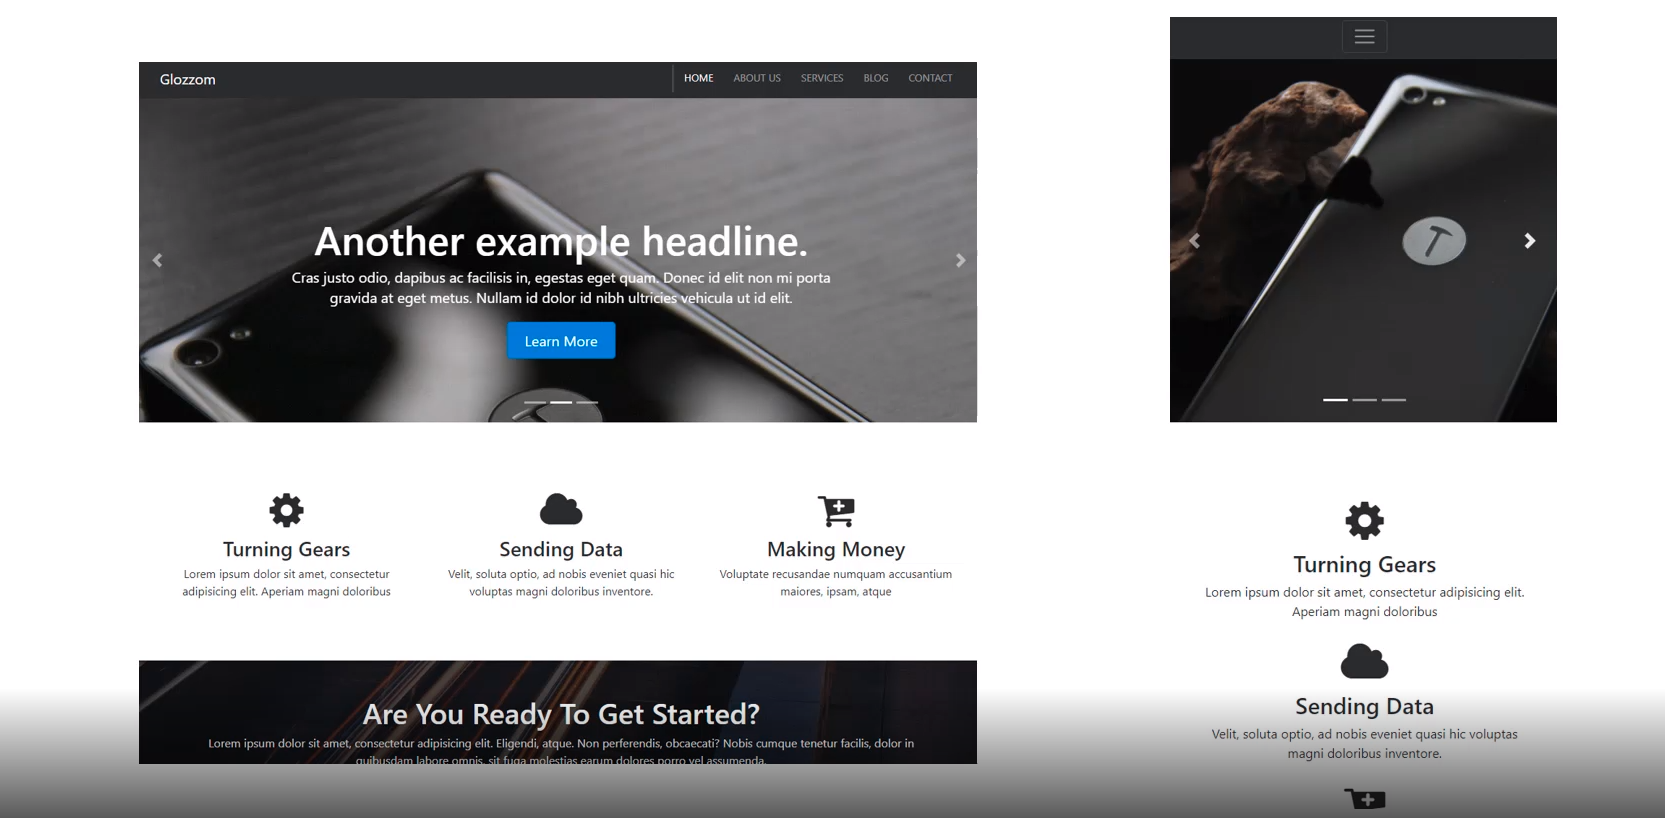 Glozzom
HOME ABOUT US SERVICES BLOG CONTACT
Another example headline.
Cras justo odio, dapibus ac facilisis in, egestas eget quam. Donec id elit non mi porta
gravida at eget metus. Nullam id dolor id nibh ultricies vehicula ut id elit.
Learn More
Turning Gears
Lorem ipsum dolor sit amet, consectetur
adipisicing elit. Aperiam magni doloribus
Sending Data
Velit, soluta optio, ad nobis eveniet quasi hic
voluptas magni doloribus inventore.
Making Money
Voluptate recusandae numquam accusantium
maiores, ipsam, atque
Are You Ready To Get Started?
Lorem ipsum dolor sit amet, consectetur adipisicing elit. Eligendi, atque. Non perferendis, obcaecati? Nobis cumque tenetur facilis, dolor in
quibusdam labore omnis, sit fuga molestias earum dolores porro vel assumenda.
Turning Gears
Lorem ipsum dolor sit amet, consectetur adipisicing elit.
Aperiam magni doloribus
Sending Data
Velit, soluta optio, ad nobis eveniet quasi hic voluptas
magni doloribus inventore.